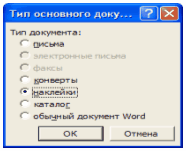 Тип основного доку...
Тип документа:
письма
электронные письма
факсы
конверты
наклейки
каталог
обычный документ Word
ОК
Отмена